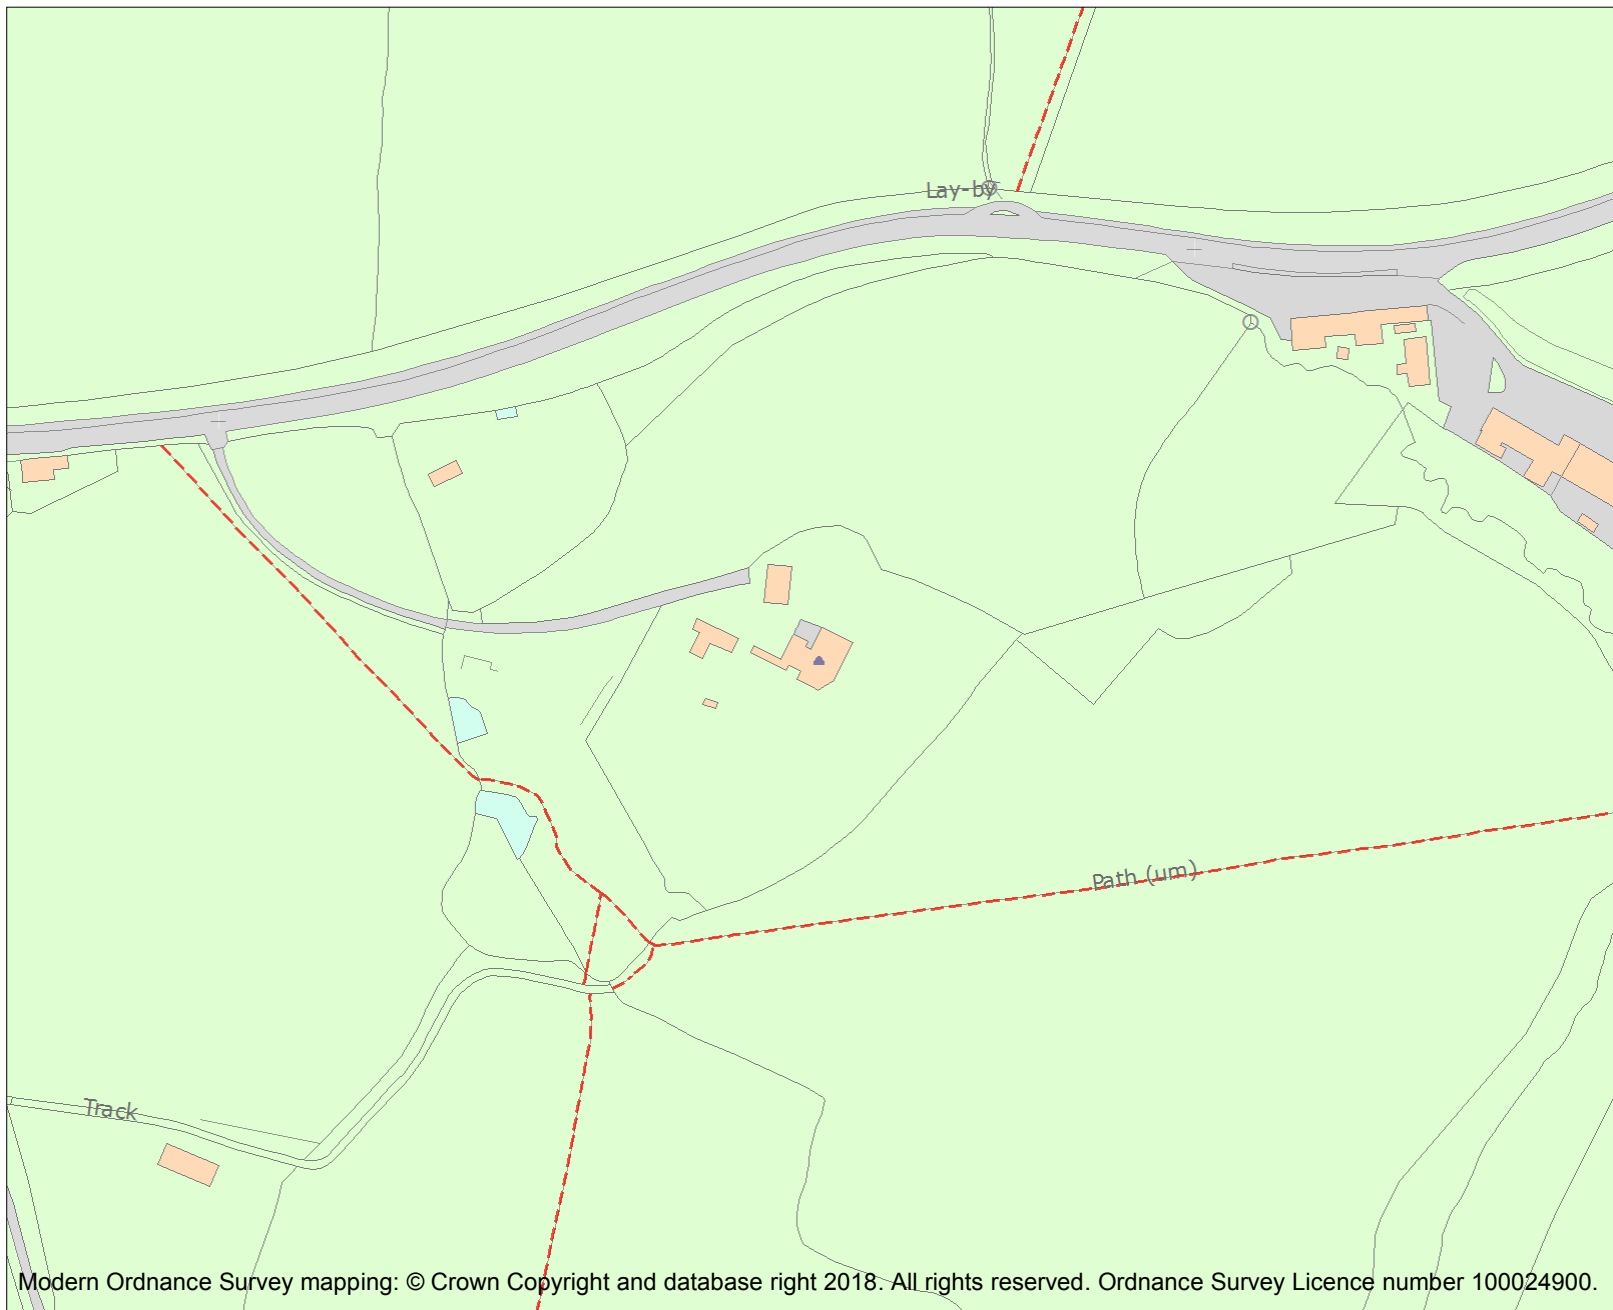 Lay-by
Path (um)
Track
Modern Ordnance Survey mapping: © Crown Copyright and database right 2018. All rights reserved. Ordnance Survey Licence number 100024900.